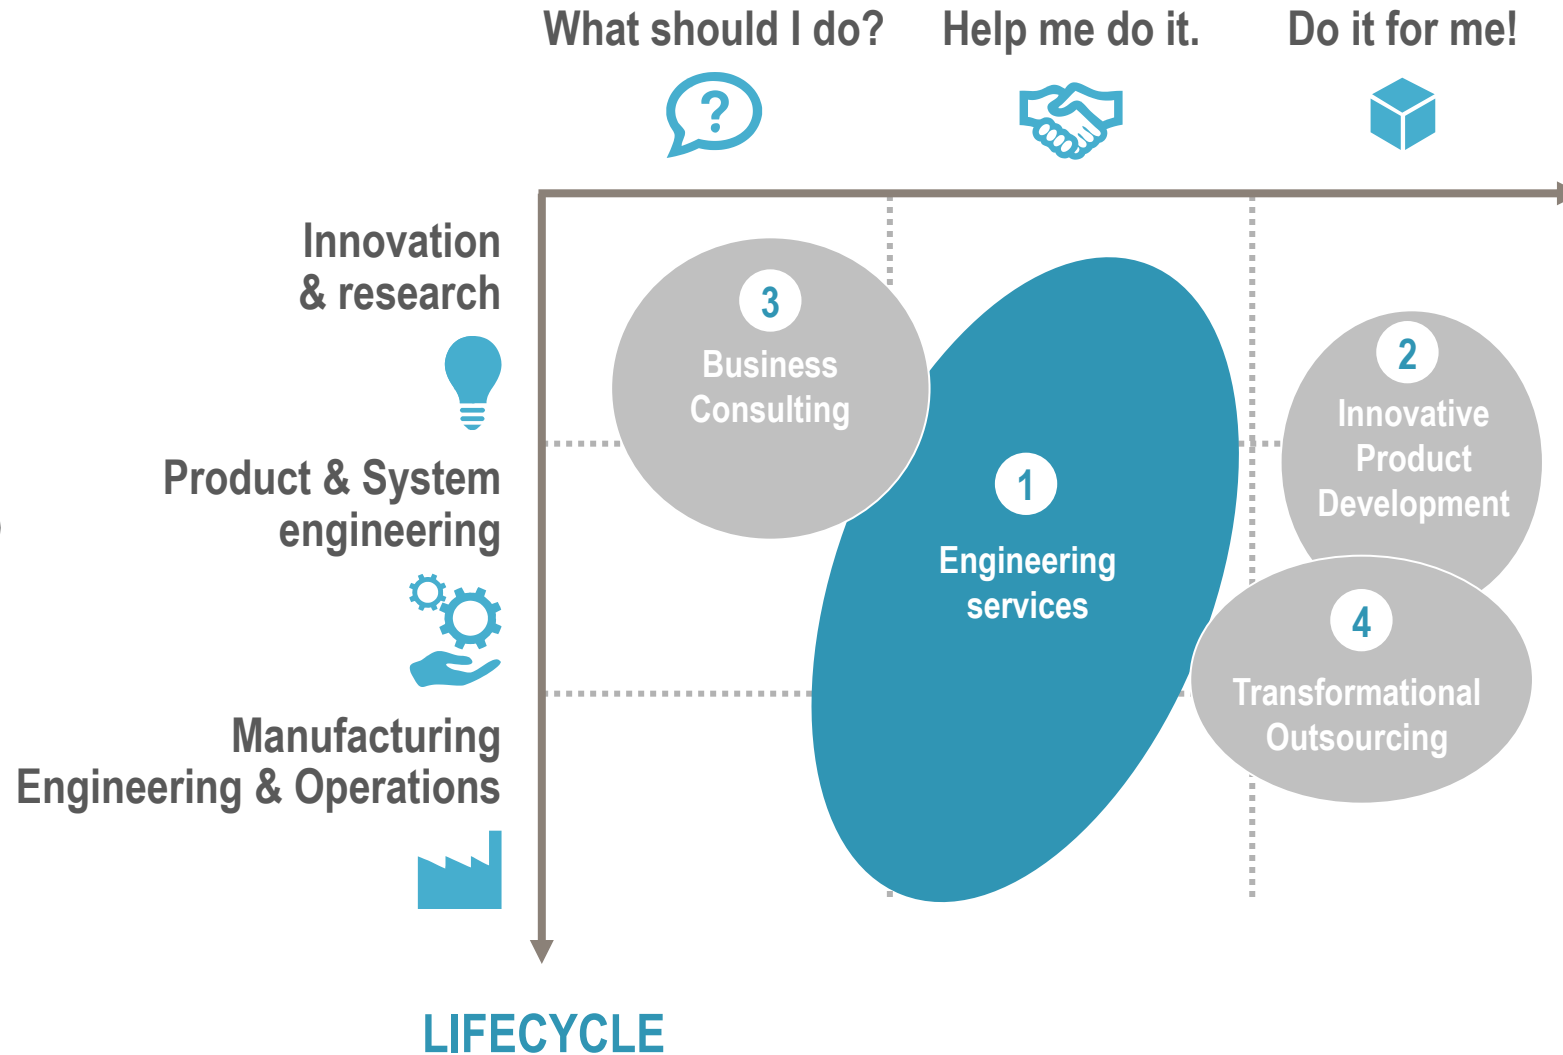 What should I do?
Help me do it.
Do it for me!
?
Innovation
& research
3
Business
Consulting
2
Innovative
Product
Development
Product & System
engineering
1
Engineering
services
4
Transformational
Outsourcing
Manufacturing
Engineering & Operations
LIFECYCLE